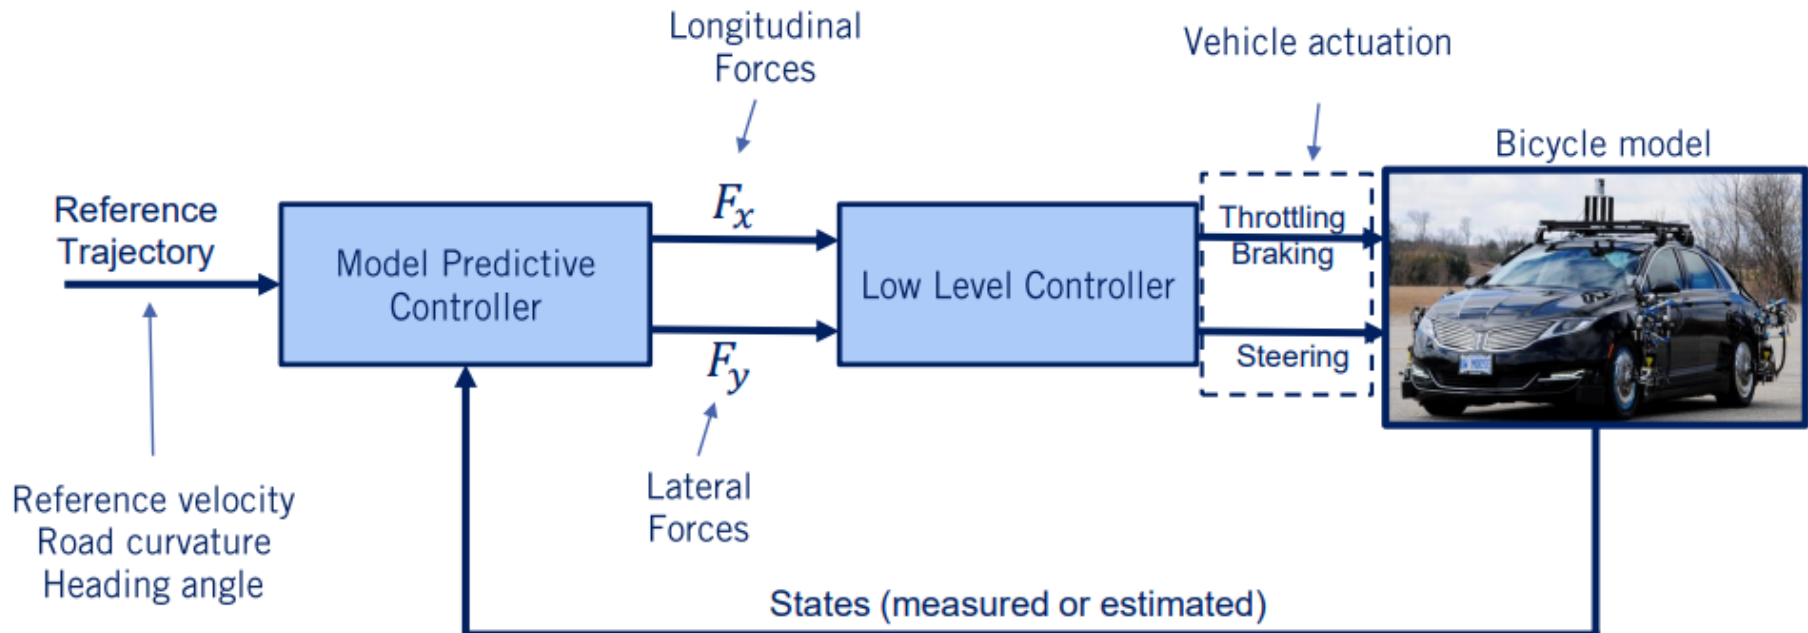 Longitudinal
Forces
Vehicle actuation
Bicycle model
Reference
Trajectory
Model Predictive
Controller
F_x
F_y
Low Level Controller
Throttling
Braking
Steering
Reference velocity
Road curvature
Heading angle
Lateral
Forces
States (measured or estimated)